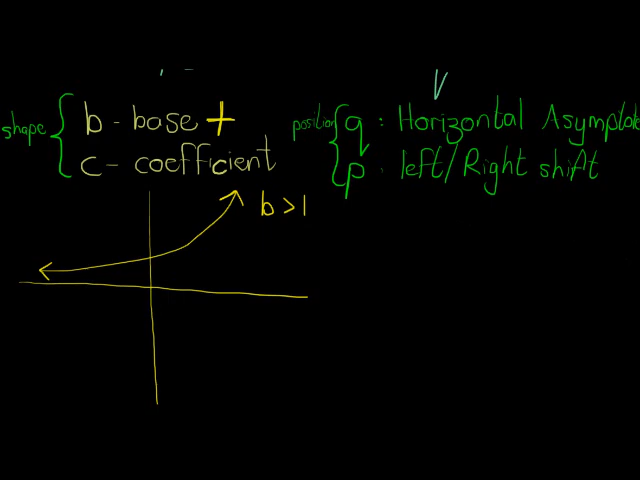 shape { b - base +
c - coefficient
position { q : Horizontal Asymptote
p : left/Right shift
b > 1